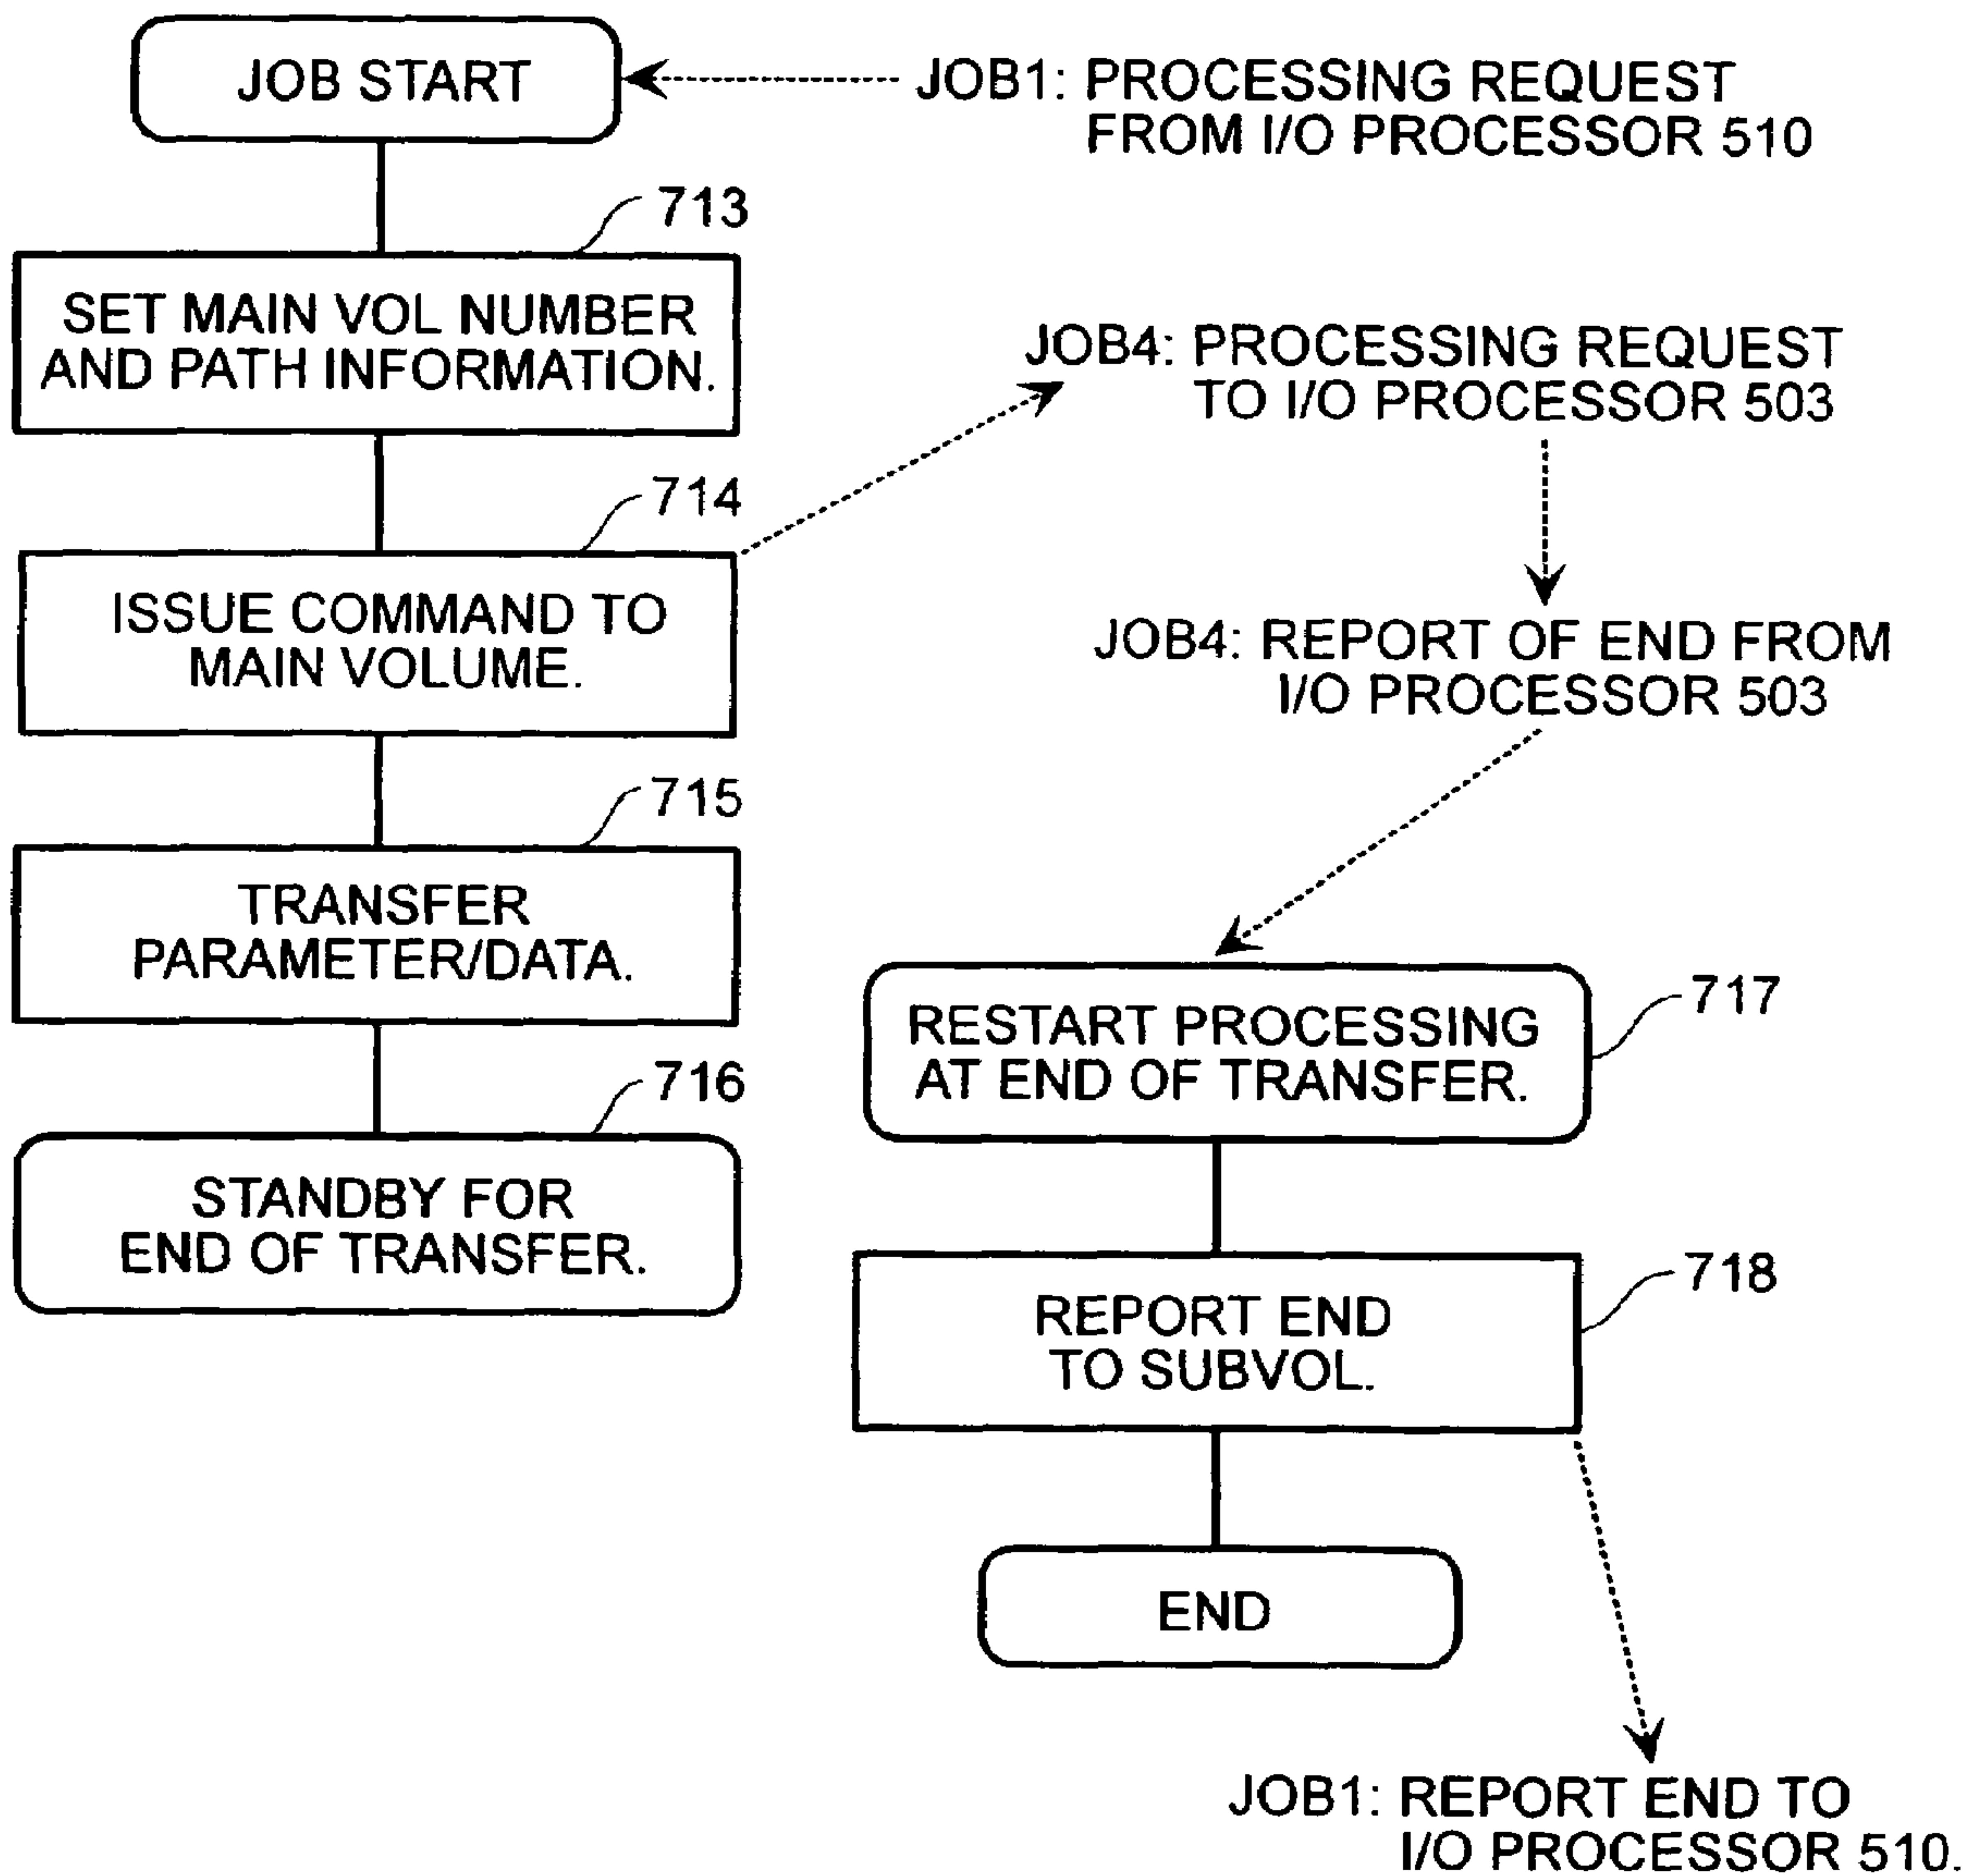 JOB START
JOB1: PROCESSING REQUEST
FROM I/O PROCESSOR 510
713
SET MAIN VOL NUMBER
AND PATH INFORMATION.
JOB4: PROCESSING REQUEST
TO I/O PROCESSOR 503
714
ISSUE COMMAND TO
MAIN VOLUME.
JOB4: REPORT OF END FROM
I/O PROCESSOR 503
715
TRANSFER
PARAMETER/DATA.
716
STANDBY FOR
END OF TRANSFER.
717
RESTART PROCESSING
AT END OF TRANSFER.
718
REPORT END
TO SUBVOL.
END
JOB1: REPORT END TO
I/O PROCESSOR 510.